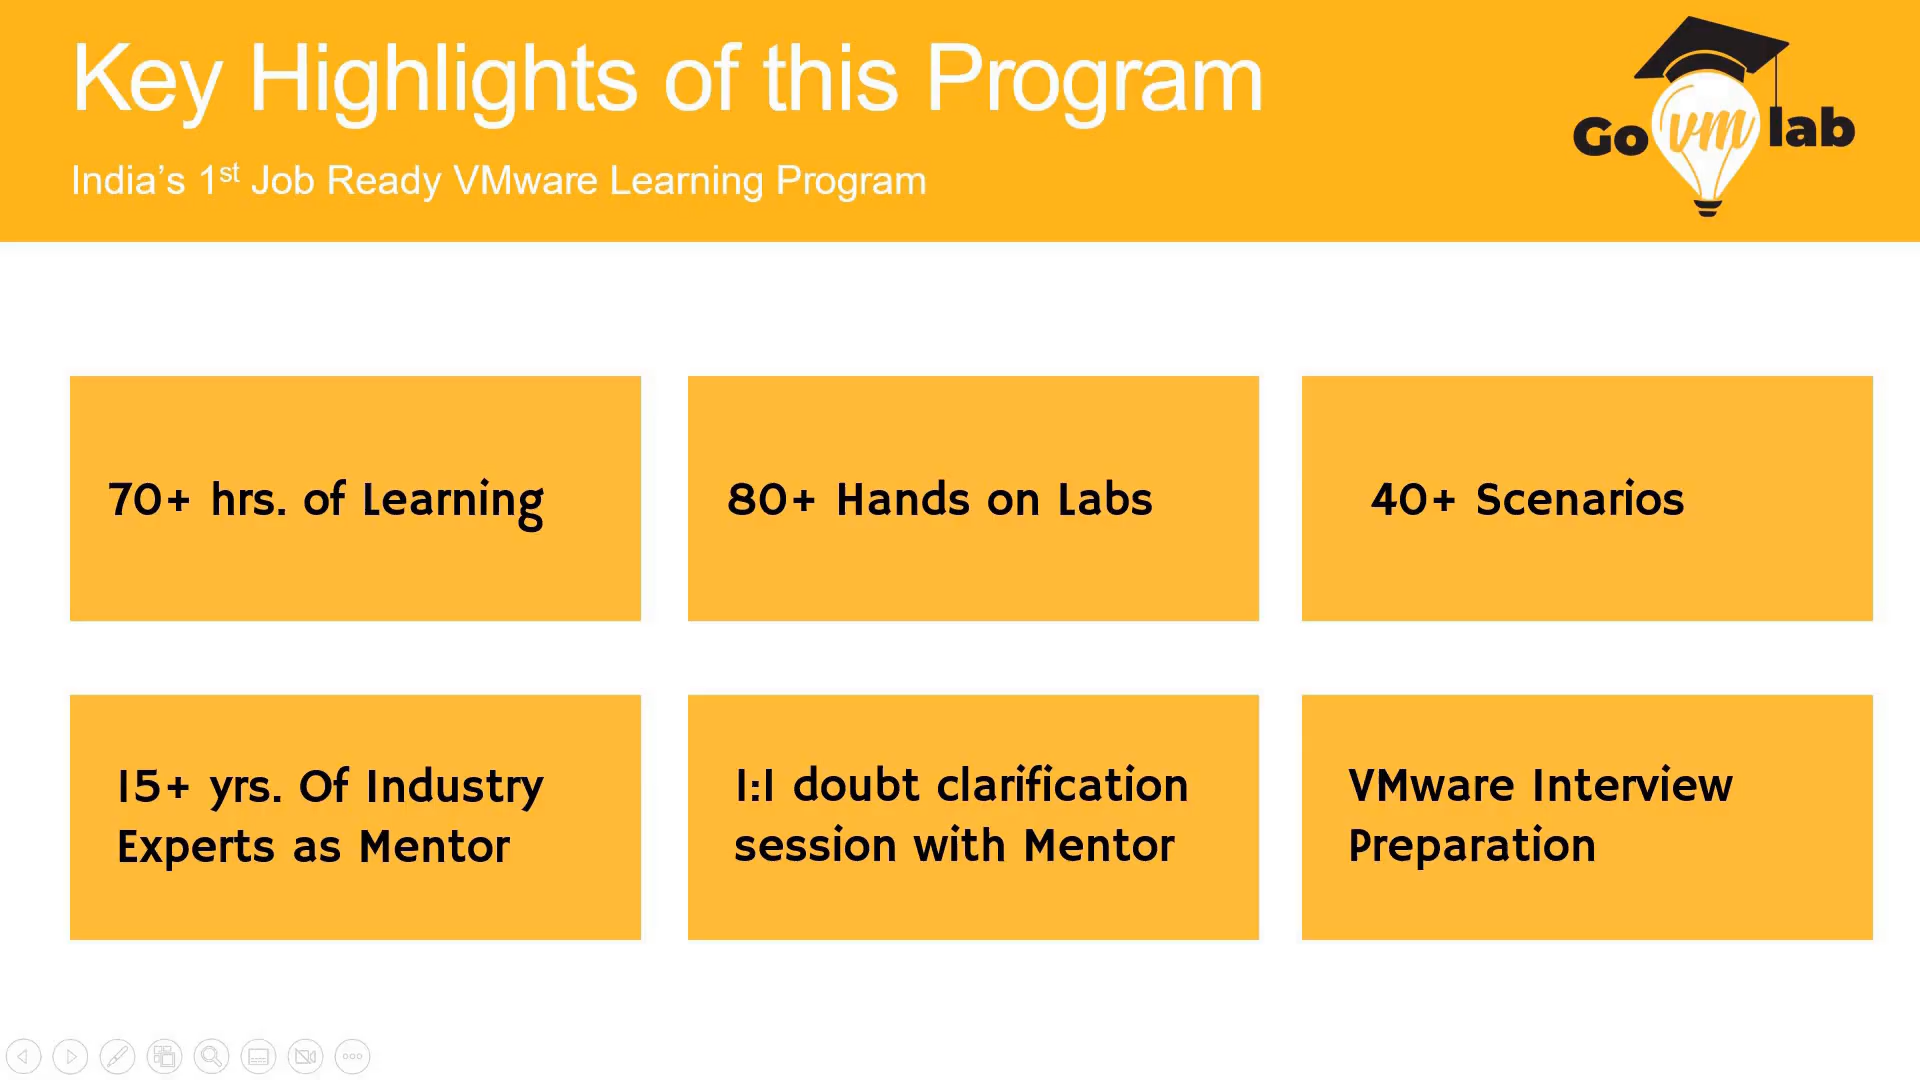 Key Highlights of this Program
India’s 1st Job Ready VMware Learning Program
Go vm lab
70+ hrs. of Learning
80+ Hands on Labs
40+ Scenarios
15+ yrs. Of Industry
Experts as Mentor
1:1 doubt clarification
session with Mentor
VMware Interview
Preparation